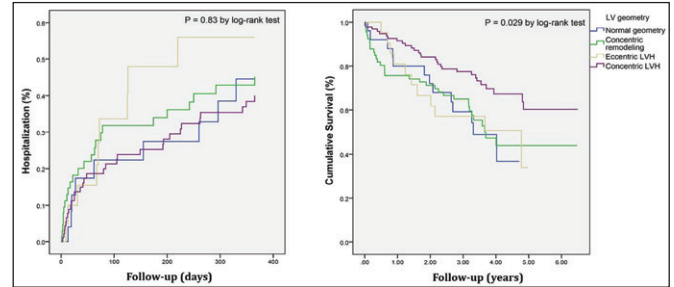 P = 0.83 by log-rank test
Hospitalization (%)
0.6
0.5
0.4
0.3
0.2
0.1
0.0
0
100
200
300
400
Follow-up (days)
P = 0.029 by log-rank test
Cumulative Survival (%)
1.0
0.8
0.6
0.4
0.2
0.0
.00
1.00
2.00
3.00
4.00
5.00
6.00
Follow-up (years)
LV geometry
Normal geometry
Concentric
remodeling
Eccentric LVH
Concentric LVH